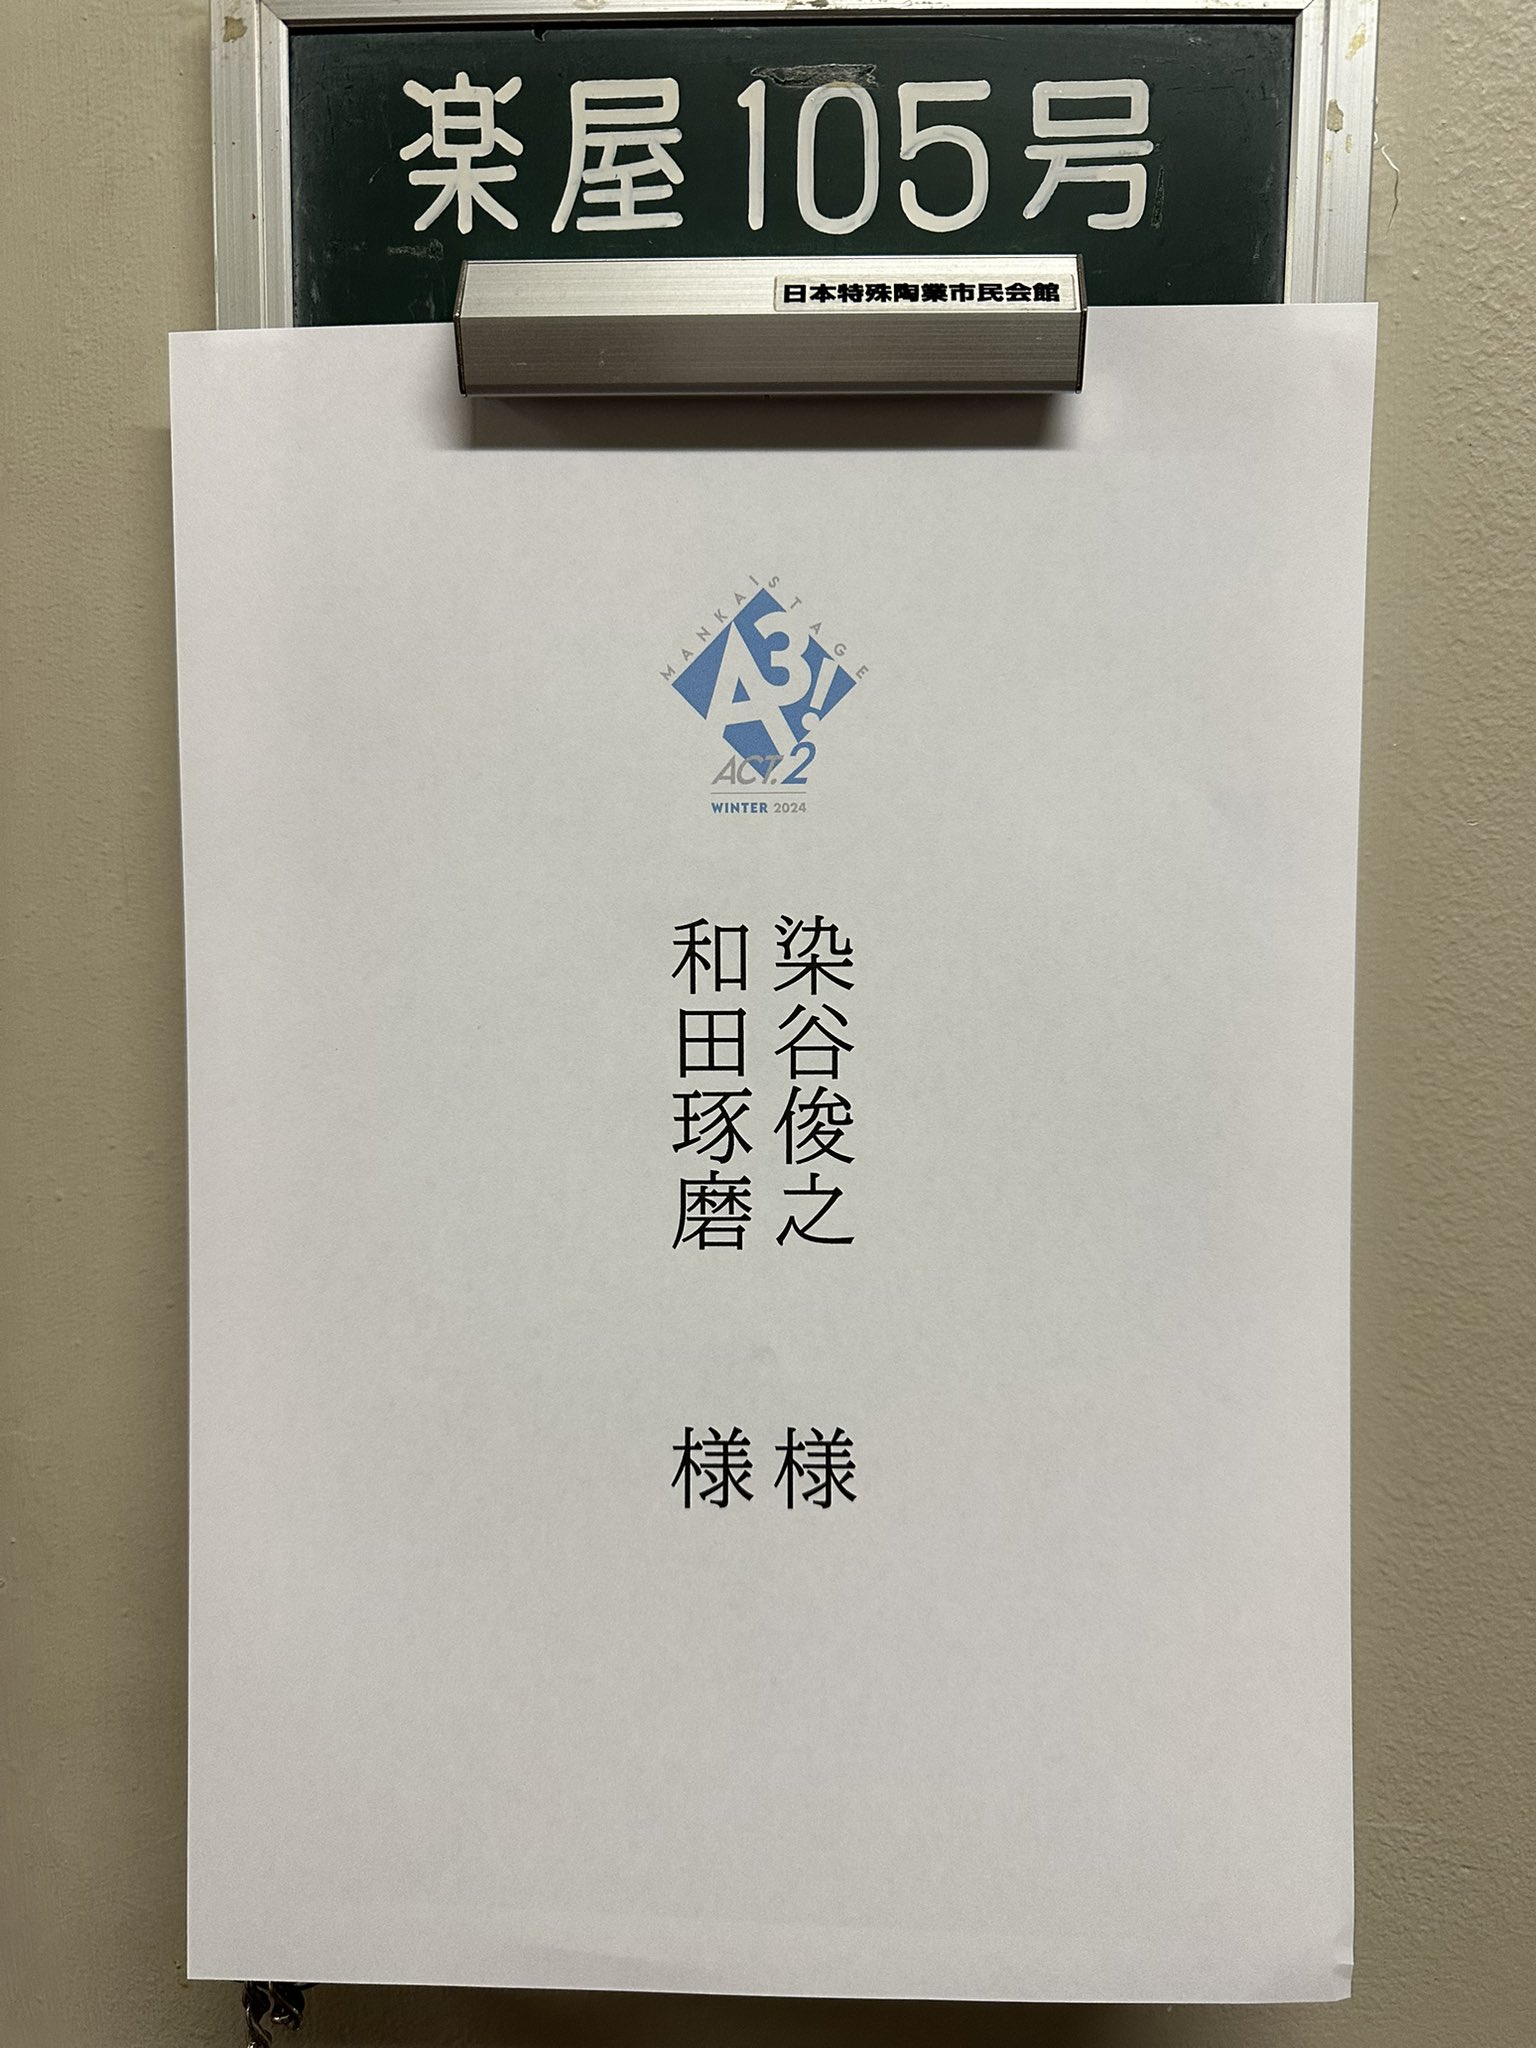 楽屋105号
日本特殊陶業市民会館
MANKAI STAGE
A3!
ACT.2
WINTER 2024
染谷俊之 様
和田琢磨 様